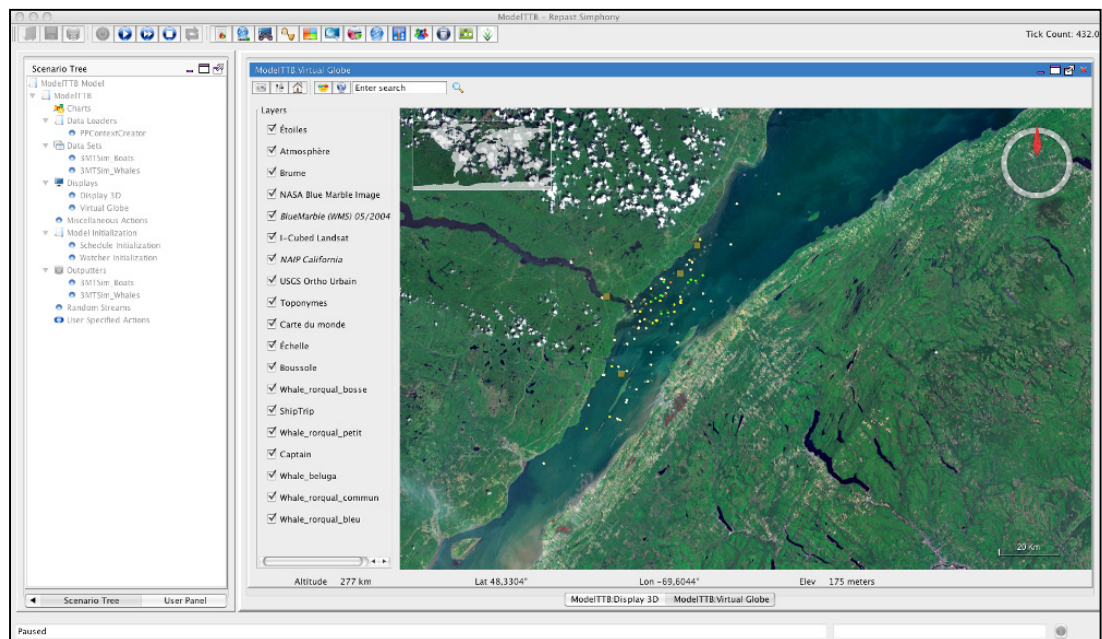 ModelTTB - Repast Simphony
Tick Count: 432.0
Scenario Tree
ModelTTB Model
ModelTTB
Charts
Data Loaders
PPContextCreator
Data Sets
3MTSim_Boats
3MTSim_Whales
Displays
Display 3D
Virtual Globe
Miscellaneous Actions
Model Initialization
Schedule Initialization
Watcher Initialization
Outputters
3MTSim_Boats
3MTSim_Whales
Random Streams
User Specified Actions
Scenario Tree
User Panel
ModelTTB:Virtual Globe
Enter search
Layers
Étoiles
Atmosphère
Brume
NASA Blue Marble Image
BlueMarble (WMS) 05/2004
I-Cubed Landsat
NAIP California
USGS Ortho Urbain
Toponymes
Carte du monde
Échelle
Boussole
Whale_rorqual_bosse
ShipTrip
Whale_rorqual_petit
Captain
Whale_beluga
Whale_rorqual_commun
Whale_rorqual_bleu
20 Km
Altitude 277 km Lat 48,3304° Lon -69,6044° Elev 175 meters
ModelTTB:Display 3D ModelTTB:Virtual Globe
Paused